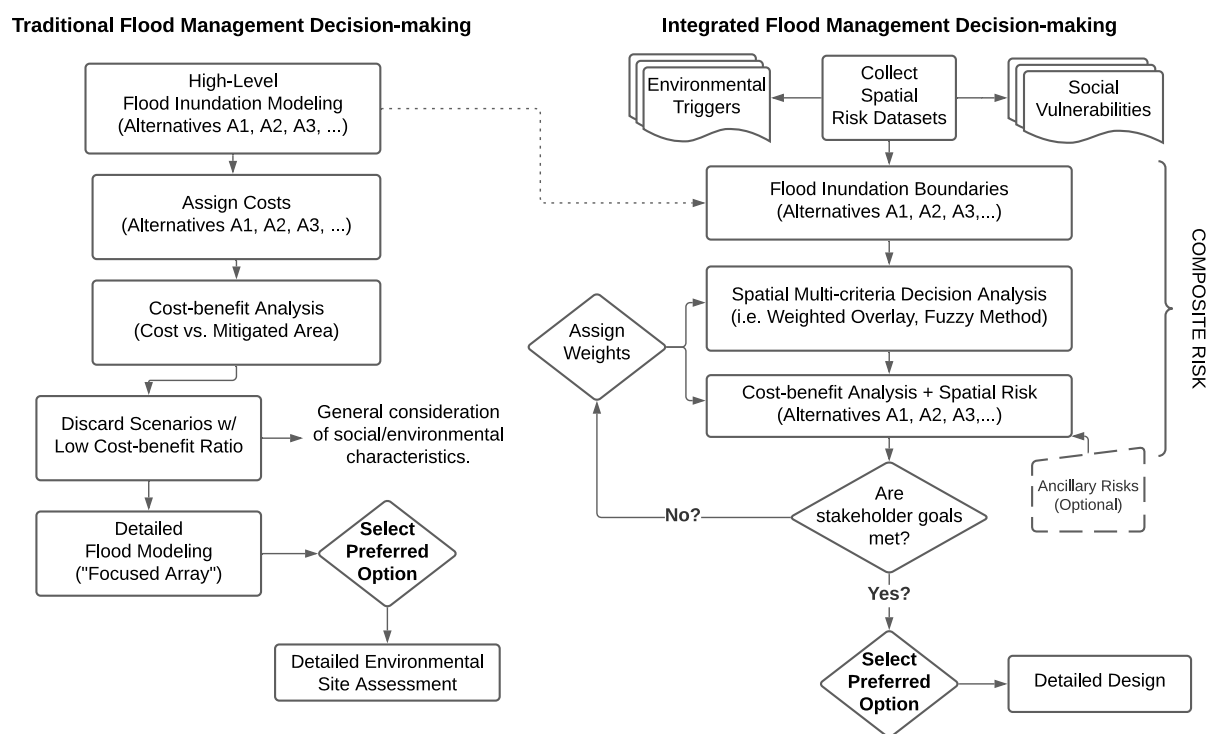 Traditional Flood Management Decision-making
High-Level
Flood Inundation Modeling
(Alternatives A1, A2, A3, ...)
Assign Costs
(Alternatives A1, A2, A3, ...)
Cost-benefit Analysis
(Cost vs. Mitigated Area)
Discard Scenarios w/
Low Cost-benefit Ratio
General consideration
of social/environmental
characteristics.
Detailed
Flood Modeling
("Focused Array")
Select
Preferred
Option
Detailed Environmental
Site Assessment
Integrated Flood Management Decision-making
Environmental
Triggers
Collect
Spatial
Risk Datasets
Social
Vulnerabilities
Flood Inundation Boundaries
(Alternatives A1, A2, A3,...)
Spatial Multi-criteria Decision Analysis
(i.e. Weighted Overlay, Fuzzy Method)
Assign
Weights
Cost-benefit Analysis + Spatial Risk
(Alternatives A1, A2, A3,...)
COMPOSITE RISK
Ancillary Risks
(Optional)
Are
stakeholder goals
met?
No?
Yes?
Select
Preferred
Option
Detailed Design